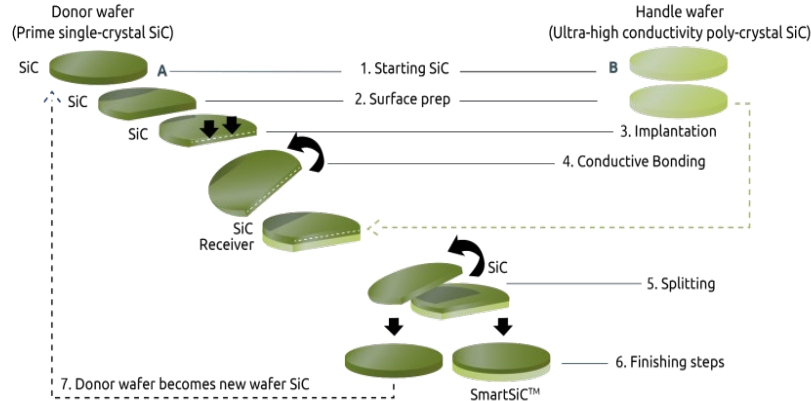 Donor wafer
(Prime single-crystal SiC)
Handle wafer
(Ultra-high conductivity poly-crystal SiC)
SiC
A
1. Starting SiC
B
SiC
2. Surface prep
SiC
3. Implantation
4. Conductive Bonding
SiC
Receiver
SiC
5. Splitting
6. Finishing steps
7. Donor wafer becomes new wafer SiC
SmartSiC™